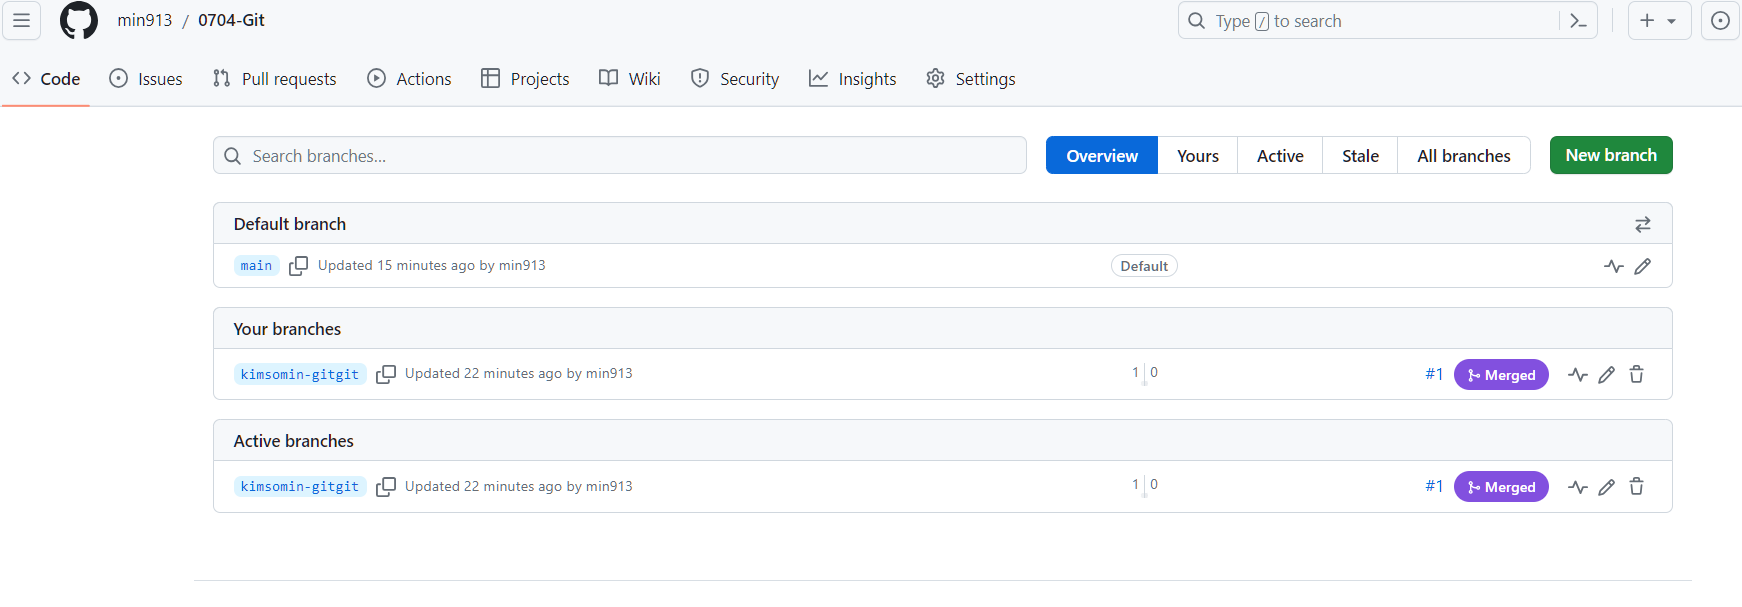 min913 / 0704-Git
Type / to search
Code Issues Pull requests Actions Projects Wiki Security Insights Settings
Search branches...
Overview Yours Active Stale All branches New branch
Default branch
main Updated 15 minutes ago by min913 Default
Your branches
kimsomin-gitgit Updated 22 minutes ago by min913 1 0 #1 Merged
Active branches
kimsomin-gitgit Updated 22 minutes ago by min913 1 0 #1 Merged